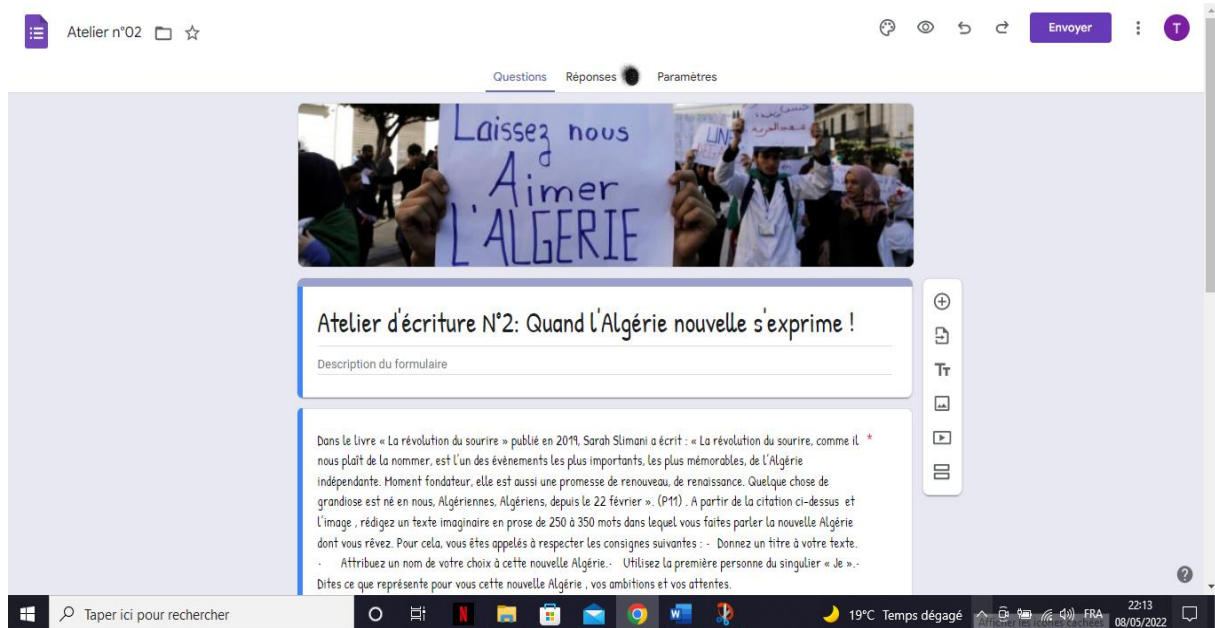 Atelier n°02
Envoyer
T
Questions Réponses Paramètres
Laissez nous
Aimer
L'ALGERIE
Atelier d'écriture N°2: Quand l'Algérie nouvelle s'exprime !
Description du formulaire
Dans le livre « La révolution du sourire » publié en 2019, Sarah Slimani a écrit : « La révolution du sourire, comme il *
nous plaît de la nommer, est l'un des évènements les plus importants, les plus mémorables, de l'Algérie
indépendante. Moment fondateur, elle est aussi une promesse de renouveau, de renaissance. Quelque chose de
grandiose est né en nous, Algériennes, Algériens, depuis le 22 février ». (P11) . A partir de la citation ci-dessus et
l'image , rédigez un texte imaginaire en prose de 250 à 350 mots dans lequel vous faites parler la nouvelle Algérie
dont vous rêvez. Pour cela, vous êtes appelés à respecter les consignes suivantes : - Donnez un titre à votre texte.
- Attribuez un nom de votre choix à cette nouvelle Algérie.- Utilisez la première personne du singulier « Je ».-
Dites ce que représente pour vous cette nouvelle Algérie , vos ambitions et vos attentes.
Taper ici pour rechercher
19°C Temps dégagé
Afficher les icônes cachées
FRA
22:13
08/05/2022